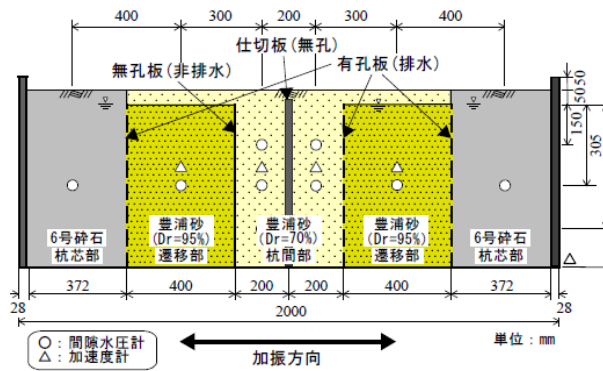 400 300 200 300 400
仕切板(無孔)
無孔板(非排水)
有孔板(排水)
50
50
150
305
6号砕石
杭芯部
豊浦砂
(Dr=95%)
遷移部
豊浦砂
(Dr=70%)
杭間部
豊浦砂
(Dr=95%)
遷移部
6号砕石
杭芯部
28 372 400 200 200 400 372 28
2000
○：間隙水圧計
△：加速度計
加振方向
単位：mm